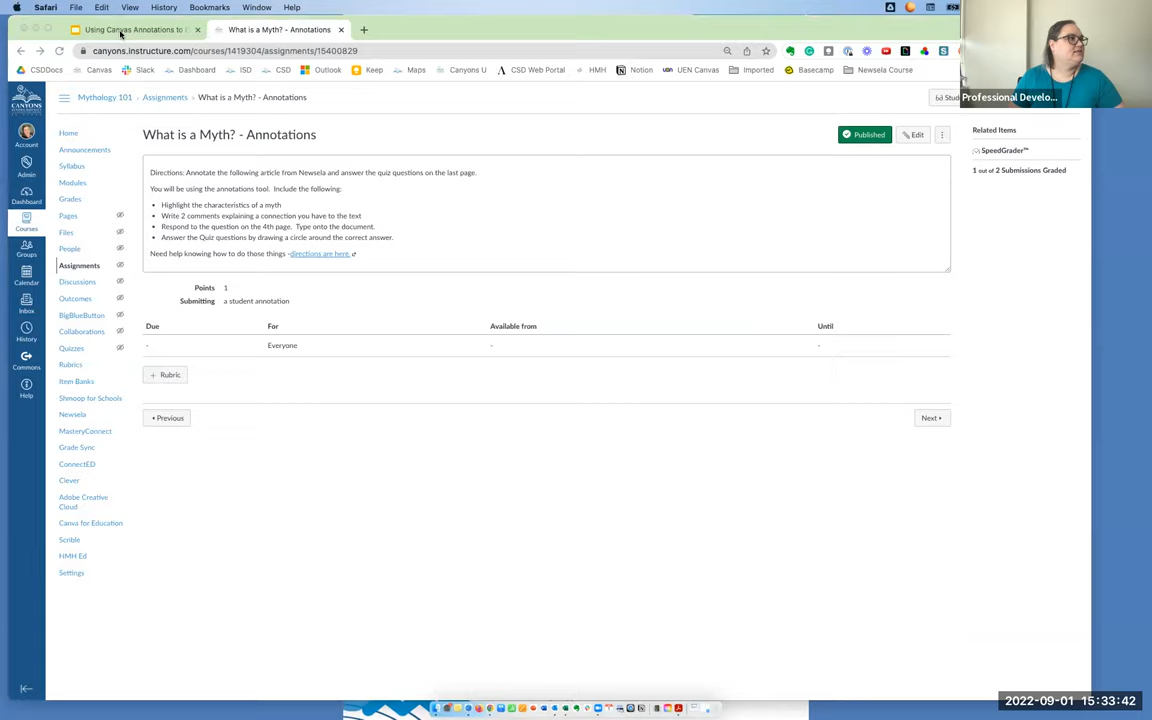 Safari File Edit View History Bookmarks Window Help
Using Canvas Annotations to E
What is a Myth? - Annotations
canyons.instructure.com/courses/1419304/assignments/15400829
CSDDocs Canvas Slack Dashboard ISD CSD Outlook Keep Maps Canyons U CSD Web Portal HMH Notion UEN Canvas Imported Basecamp Newsela Course
Professional Develo...
CANYONS
Mythology 101 › Assignments › What is a Myth? - Annotations
Stud
Account
Admin
Dashboard
Courses
Groups
Calendar
Inbox
History
Commons
Help
Home
Announcements
Syllabus
Modules
Grades
Pages
Files
People
Assignments
Discussions
Outcomes
BigBlueButton
Collaborations
Quizzes
Rubrics
Item Banks
Shmoop for Schools
Newsela
MasteryConnect
Grade Sync
ConnectED
Clever
Adobe Creative
Cloud
Canva for Education
Scrible
HMH Ed
Settings
What is a Myth? - Annotations
Published
Edit
Directions: Annotate the following article from Newsela and answer the quiz questions on the last page.
You will be using the annotations tool. Include the following:
• Highlight the characteristics of a myth
• Write 2 comments explaining a connection you have to the text
• Respond to the question on the 4th page. Type onto the document.
• Answer the Quiz questions by drawing a circle around the correct answer.
Need help knowing how to do those things -directions are here.
Points 1
Submitting a student annotation
Due For Available from Until
- Everyone - -
+ Rubric
‹ Previous
Next ›
Related Items
SpeedGrader™
1 out of 2 Submissions Graded
2022-09-01 15:33:42